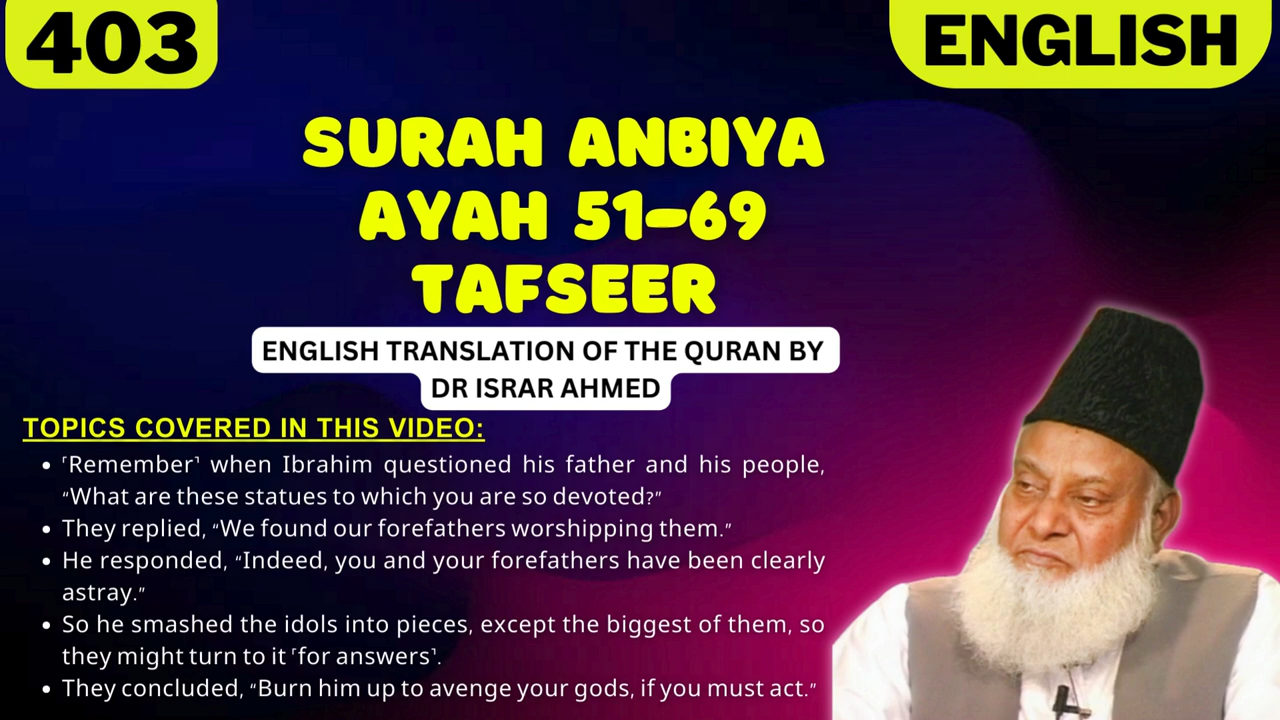 403
ENGLISH
SURAH ANBIYA
AYAH 51-69
TAFSEER
ENGLISH TRANSLATION OF THE QURAN BY
DR ISRAR AHMED
TOPICS COVERED IN THIS VIDEO:
• ˹Remember˺ when Ibrahim questioned his father and his people,
“What are these statues to which you are so devoted?”
• They replied, “We found our forefathers worshipping them.”
• He responded, “Indeed, you and your forefathers have been clearly
astray.”
• So he smashed the idols into pieces, except the biggest of them, so
they might turn to it ˹for answers˺.
• They concluded, “Burn him up to avenge your gods, if you must act.”